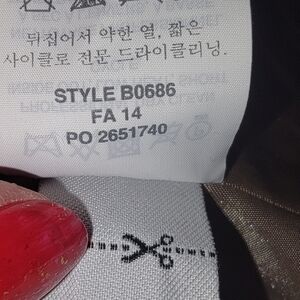 뒤집어서 약한 열, 짧은
사이클로 전문 드라이클리닝.
STYLE B0686
FA 14
PO 2651740